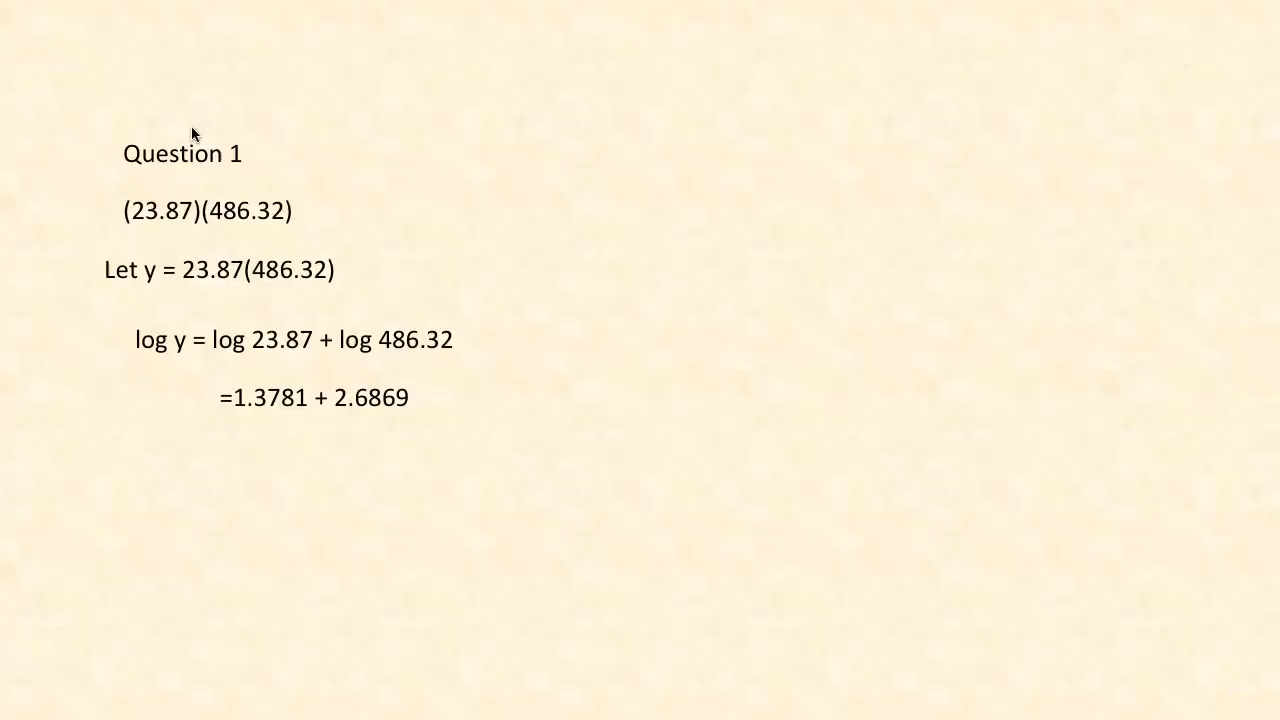 Question 1
(23.87)(486.32)
Let y = 23.87(486.32)
log y = log 23.87 + log 486.32
=1.3781 + 2.6869